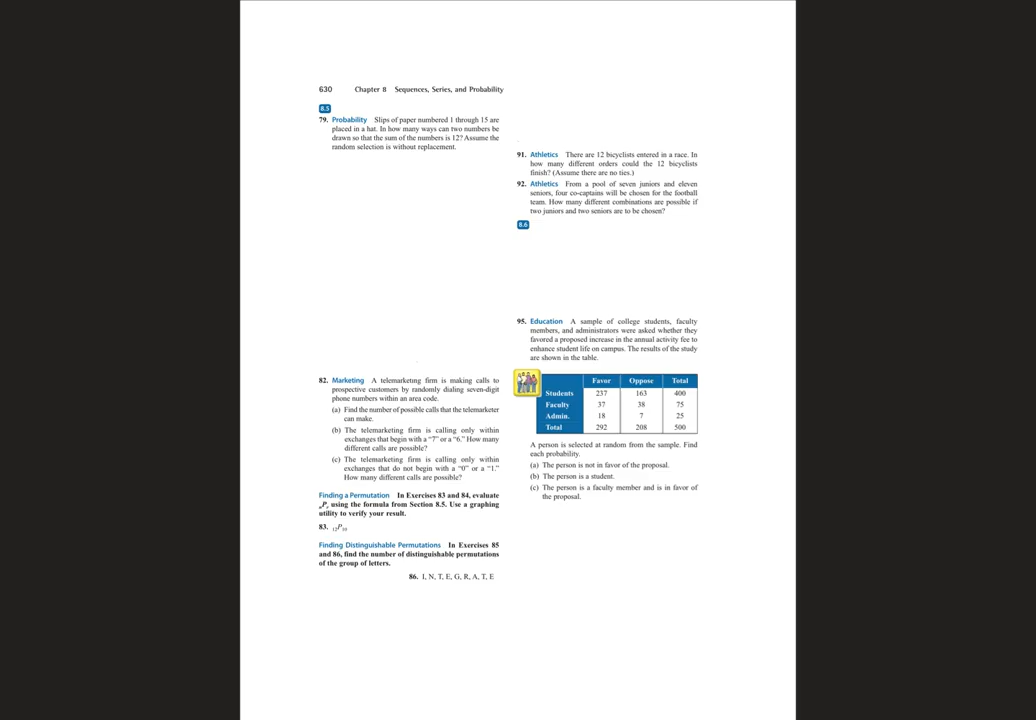 630 Chapter 8 Sequences, Series, and Probability
8.5
79. Probability Slips of paper numbered 1 through 15 are
placed in a hat. In how many ways can two numbers be
drawn so that the sum of the numbers is 12? Assume the
random selection is without replacement.
82. Marketing A telemarketing firm is making calls to
prospective customers by randomly dialing seven-digit
phone numbers within an area code.
(a) Find the number of possible calls that the telemarketer
can make.
(b) The telemarketing firm is calling only within
exchanges that begin with a "7" or a "6." How many
different calls are possible?
(c) The telemarketing firm is calling only within
exchanges that do not begin with a "0" or a "1."
How many different calls are possible?
Finding a Permutation In Exercises 83 and 84, evaluate
nPr using the formula from Section 8.5. Use a graphing
utility to verify your result.
83. 12P10
Finding Distinguishable Permutations In Exercises 85
and 86, find the number of distinguishable permutations
of the group of letters.
86. I, N, T, E, G, R, A, T, E
91. Athletics There are 12 bicyclists entered in a race. In
how many different orders could the 12 bicyclists
finish? (Assume there are no ties.)
92. Athletics From a pool of seven juniors and eleven
seniors, four co-captains will be chosen for the football
team. How many different combinations are possible if
two juniors and two seniors are to be chosen?
8.6
95. Education A sample of college students, faculty
members, and administrators were asked whether they
favored a proposed increase in the annual activity fee to
enhance student life on campus. The results of the study
are shown in the table.
Favor Oppose Total
Students 237 163 400
Faculty 37 38 75
Admin. 18 7 25
Total 292 208 500
A person is selected at random from the sample. Find
each probability.
(a) The person is not in favor of the proposal.
(b) The person is a student.
(c) The person is a faculty member and is in favor of
the proposal.